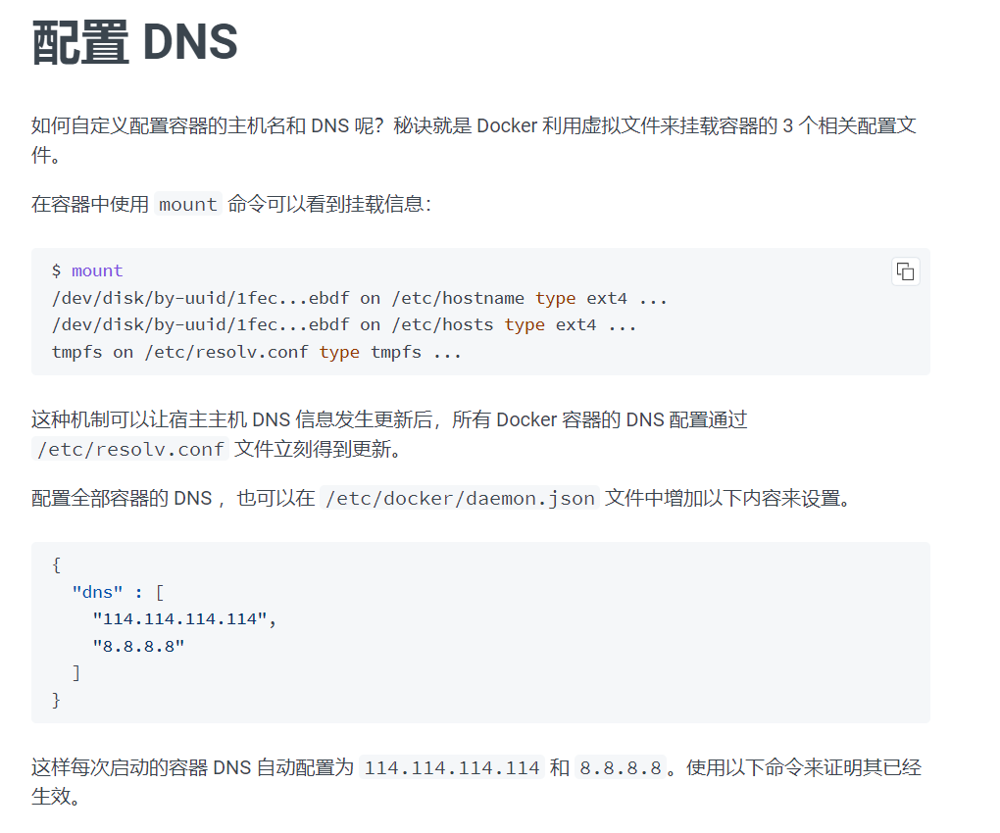 配置 DNS
如何自定义配置容器的主机名和 DNS 呢？秘诀就是 Docker 利用虚拟文件来挂载容器的 3 个相关配置文
件。
在容器中使用 mount 命令可以看到挂载信息：
$ mount
/dev/disk/by-uuid/1fec...ebdf on /etc/hostname type ext4 ...
/dev/disk/by-uuid/1fec...ebdf on /etc/hosts type ext4 ...
tmpfs on /etc/resolv.conf type tmpfs ...
这种机制可以让宿主主机 DNS 信息发生更新后，所有 Docker 容器的 DNS 配置通过
/etc/resolv.conf 文件立刻得到更新。
配置全部容器的 DNS ，也可以在 /etc/docker/daemon.json 文件中增加以下内容来设置。
{
  "dns" : [
    "114.114.114.114",
    "8.8.8.8"
  ]
}
这样每次启动的容器 DNS 自动配置为 114.114.114.114 和 8.8.8.8。使用以下命令来证明其已经
生效。